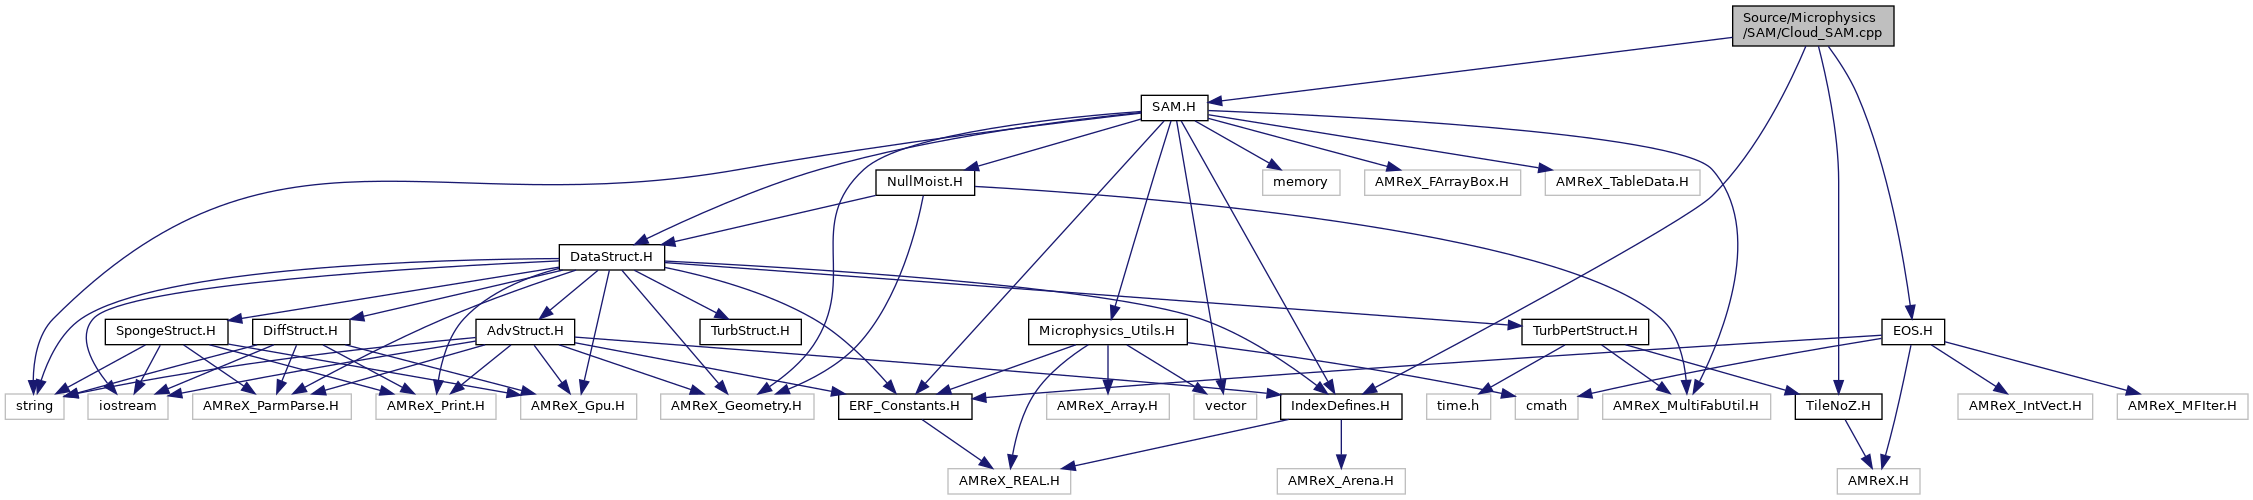 Source/Microphysics
/SAM/Cloud_SAM.cpp
SAM.H
NullMoist.H
memory
AMReX_FArrayBox.H
AMReX_TableData.H
DataStruct.H
SpongeStruct.H
DiffStruct.H
AdvStruct.H
TurbStruct.H
Microphysics_Utils.H
TurbPertStruct.H
EOS.H
string
iostream
AMReX_ParmParse.H
AMReX_Print.H
AMReX_Gpu.H
AMReX_Geometry.H
ERF_Constants.H
AMReX_Array.H
vector
IndexDefines.H
time.h
cmath
AMReX_MultiFabUtil.H
TileNoZ.H
AMReX_IntVect.H
AMReX_MFIter.H
AMReX_REAL.H
AMReX_Arena.H
AMReX.H